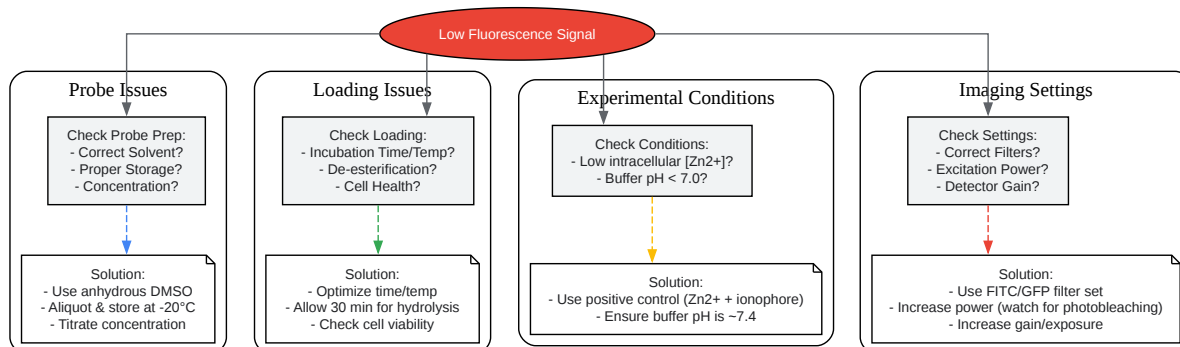 Low Fluorescence Signal
Probe Issues
Check Probe Prep:
- Correct Solvent?
- Proper Storage?
- Concentration?
Solution:
- Use anhydrous DMSO
- Aliquot & store at -20°C
- Titrate concentration
Loading Issues
Check Loading:
- Incubation Time/Temp?
- De-esterification?
- Cell Health?
Solution:
- Optimize time/temp
- Allow 30 min for hydrolysis
- Check cell viability
Experimental Conditions
Check Conditions:
- Low intracellular [Zn2+]?
- Buffer pH < 7.0?
Solution:
- Use positive control (Zn2+ + ionophore)
- Ensure buffer pH is ~7.4
Imaging Settings
Check Settings:
- Correct Filters?
- Excitation Power?
- Detector Gain?
Solution:
- Use FITC/GFP filter set
- Increase power (watch for photobleaching)
- Increase gain/exposure